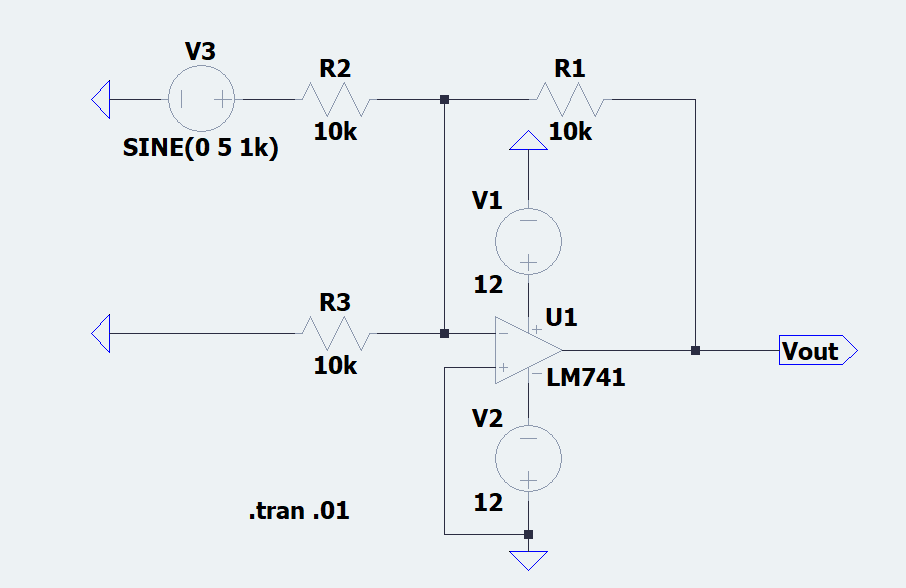 V3
SINE(0 5 1k)
R2
10k
R1
10k
V1
12
R3
10k
U1
LM741
Vout
V2
12
.tran .01